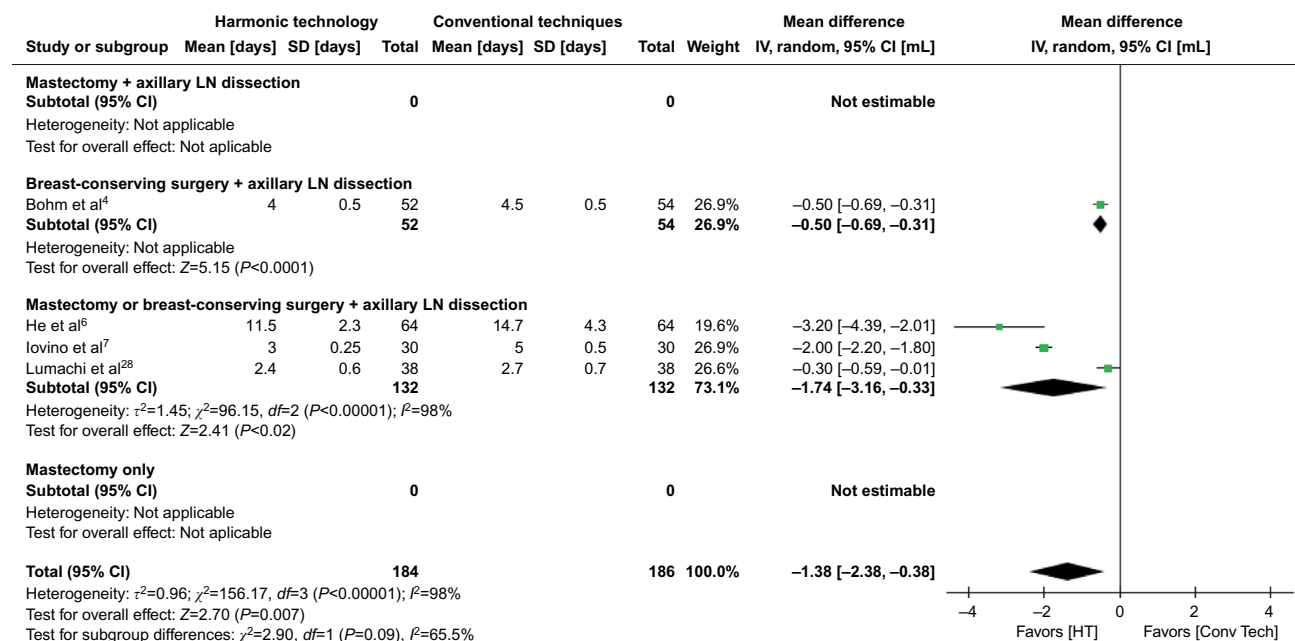 Harmonic technology Conventional techniques Mean difference Mean difference
Study or subgroup Mean [days] SD [days] Total Mean [days] SD [days] Total Weight IV, random, 95% CI [mL] IV, random, 95% CI [mL]
Mastectomy + axillary LN dissection
Subtotal (95% CI) 0 0 Not estimable
Heterogeneity: Not applicable
Test for overall effect: Not aplicable
Breast-conserving surgery + axillary LN dissection
Bohm et al⁴ 4 0.5 52 4.5 0.5 54 26.9% −0.50 [−0.69, −0.31]
Subtotal (95% CI) 52 54 26.9% −0.50 [−0.69, −0.31]
Heterogeneity: Not applicable
Test for overall effect: Z=5.15 (P<0.0001)
Mastectomy or breast-conserving surgery + axillary LN dissection
He et al⁶ 11.5 2.3 64 14.7 4.3 64 19.6% −3.20 [−4.39, −2.01]
Iovino et al⁷ 3 0.25 30 5 0.5 30 26.9% −2.00 [−2.20, −1.80]
Lumachi et al²⁸ 2.4 0.6 38 2.7 0.7 38 26.6% −0.30 [−0.59, −0.01]
Subtotal (95% CI) 132 132 73.1% −1.74 [−3.16, −0.33]
Heterogeneity: τ²=1.45; χ²=96.15, df=2 (P<0.00001); I²=98%
Test for overall effect: Z=2.41 (P<0.02)
Mastectomy only
Subtotal (95% CI) 0 0 Not estimable
Heterogeneity: Not applicable
Test for overall effect: Not aplicable
Total (95% CI) 184 186 100.0% −1.38 [−2.38, −0.38]
Heterogeneity: τ²=0.96; χ²=156.17, df=3 (P<0.00001); I²=98%
Test for overall effect: Z=2.70 (P=0.007)
Test for subgroup differences: χ²=2.90, df=1 (P=0.09), I²=65.5%
−4 −2 0 2 4
Favors [HT] Favors [Conv Tech]